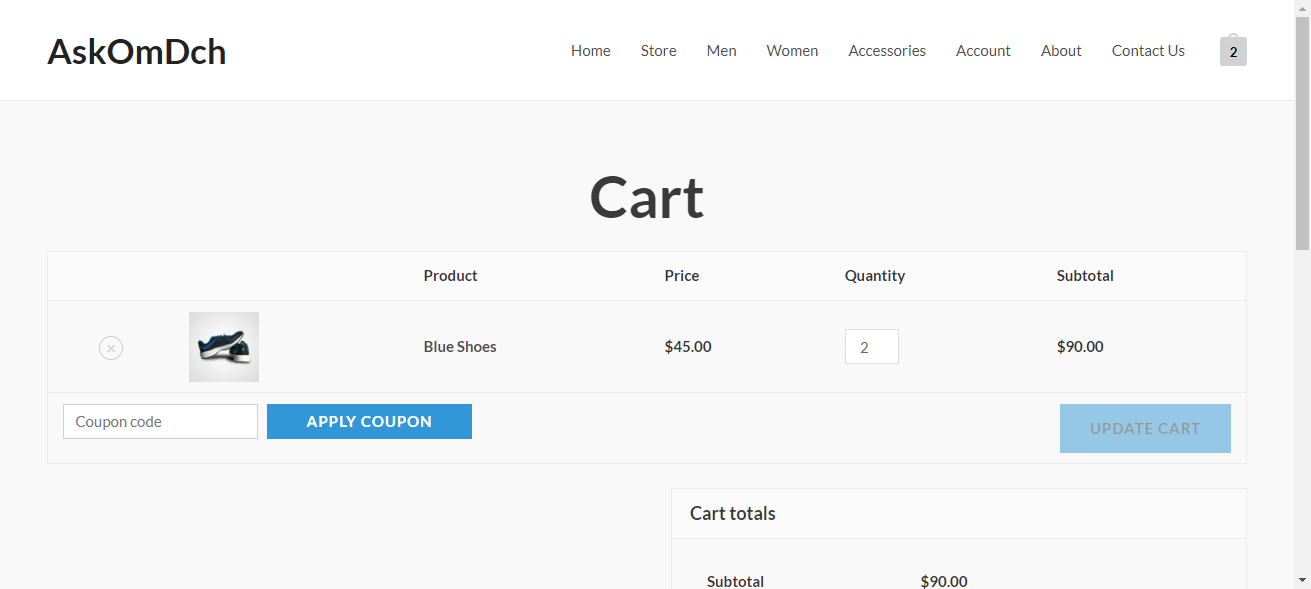 AskOmDch
Home Store Men Women Accessories Account About Contact Us 2
Cart
Product Price Quantity Subtotal
Blue Shoes $45.00 2 $90.00
Coupon code APPLY COUPON UPDATE CART
Cart totals
Subtotal $90.00